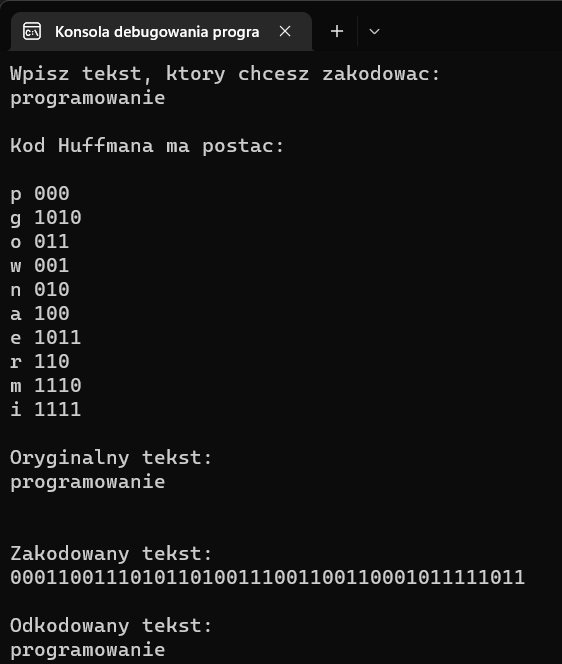 Konsola debugowania progra
Wpisz tekst, ktory chcesz zakodowac:
programowanie
Kod Huffmana ma postac:
p 000
g 1010
o 011
w 001
n 010
a 100
e 1011
r 110
m 1110
i 1111
Oryginalny tekst:
programowanie
Zakodowany tekst:
0001100111010110100111001100110001011111011
Odkodowany tekst:
programowanie